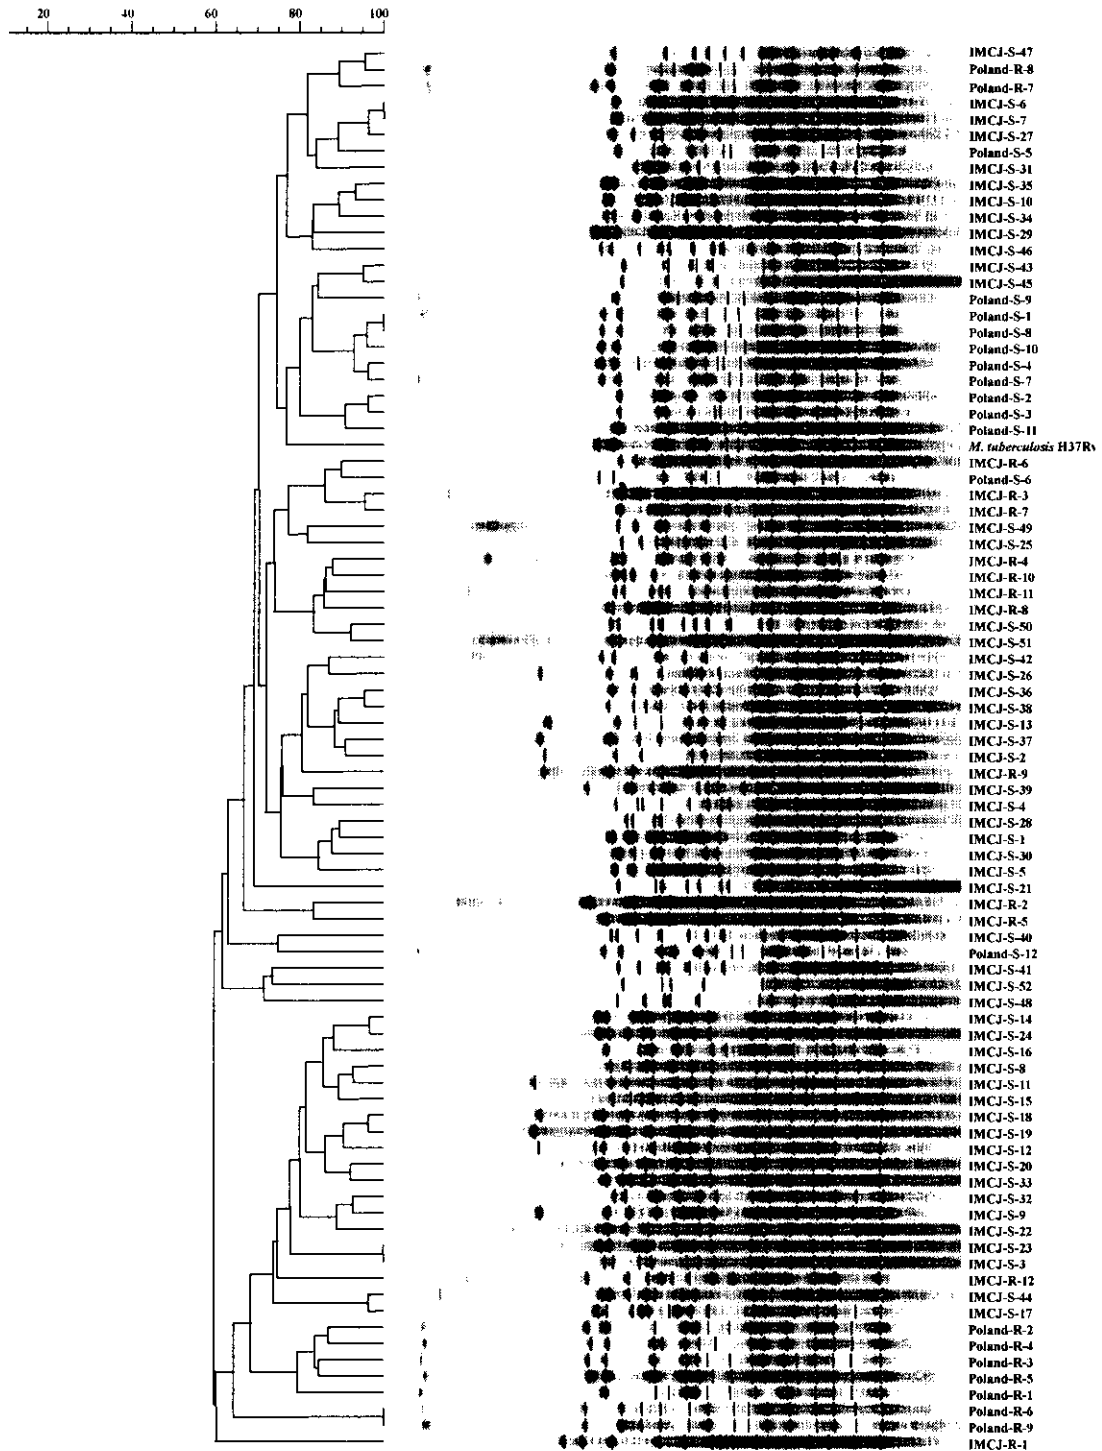 20 40 60 80 100
IMCJ-S-47
Poland-R-8
Poland-R-7
IMCJ-S-6
IMCJ-S-7
IMCJ-S-27
Poland-S-5
IMCJ-S-31
IMCJ-S-35
IMCJ-S-10
IMCJ-S-34
IMCJ-S-29
IMCJ-S-46
IMCJ-S-43
IMCJ-S-45
Poland-S-9
Poland-S-1
Poland-S-8
Poland-S-10
Poland-S-4
Poland-S-7
Poland-S-2
Poland-S-3
Poland-S-11
M. tuberculosis H37Rv
IMCJ-R-6
Poland-S-6
IMCJ-R-3
IMCJ-R-7
IMCJ-S-49
IMCJ-S-25
IMCJ-R-4
IMCJ-R-10
IMCJ-R-11
IMCJ-R-8
IMCJ-S-50
IMCJ-S-51
IMCJ-S-42
IMCJ-S-26
IMCJ-S-36
IMCJ-S-38
IMCJ-S-13
IMCJ-S-37
IMCJ-S-2
IMCJ-R-9
IMCJ-S-39
IMCJ-S-4
IMCJ-S-28
IMCJ-S-1
IMCJ-S-30
IMCJ-S-5
IMCJ-S-21
IMCJ-R-2
IMCJ-R-5
IMCJ-S-40
Poland-S-12
IMCJ-S-41
IMCJ-S-52
IMCJ-S-48
IMCJ-S-14
IMCJ-S-24
IMCJ-S-16
IMCJ-S-8
IMCJ-S-11
IMCJ-S-15
IMCJ-S-18
IMCJ-S-19
IMCJ-S-12
IMCJ-S-20
IMCJ-S-33
IMCJ-S-32
IMCJ-S-9
IMCJ-S-22
IMCJ-S-23
IMCJ-S-3
IMCJ-R-12
IMCJ-S-44
IMCJ-S-17
Poland-R-2
Poland-R-4
Poland-R-3
Poland-R-5
Poland-R-1
Poland-R-6
Poland-R-9
IMCJ-R-1